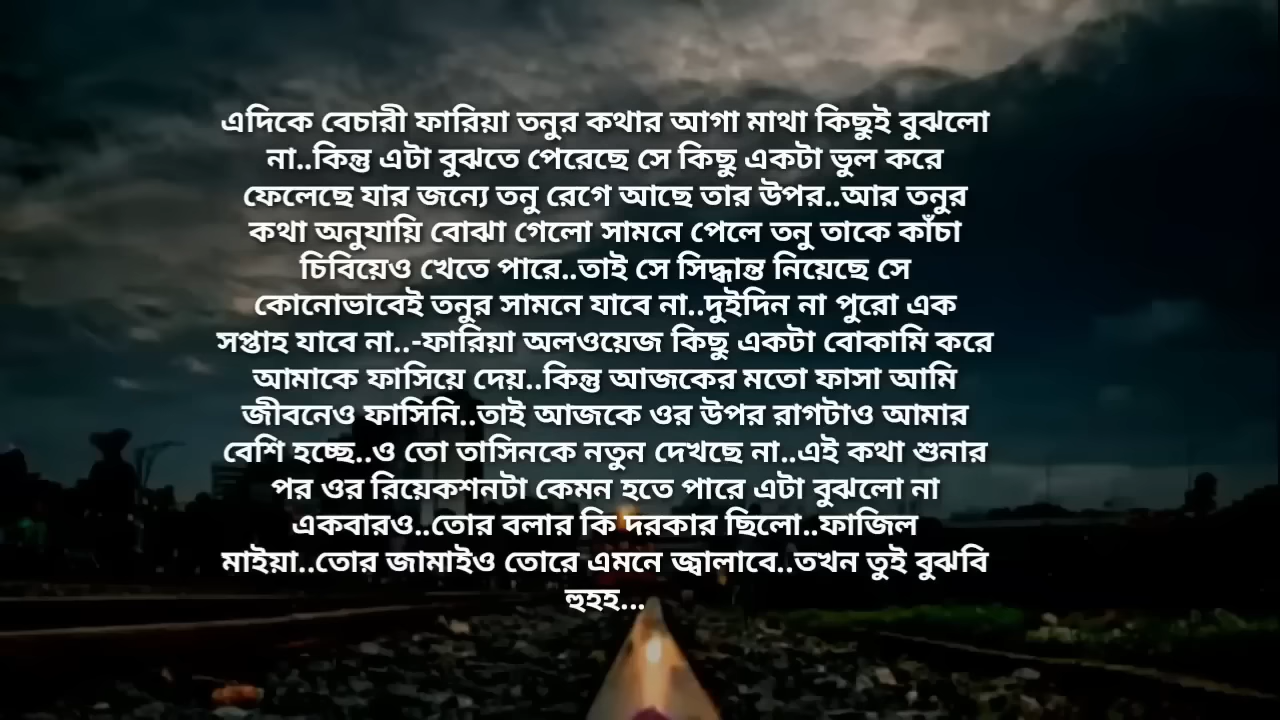 এদিকে বেচারী ফারিয়া তনুর কথার আগা মাথা কিছুই বুঝলো
না..কিন্তু এটা বুঝতে পেরেছে সে কিছু একটা ভুল করে
ফেলেছে যার জন্যে তনু রেগে আছে তার উপর..আর তনুর
কথা অনুযায়ি বোঝা গেলো সামনে পেলে তনু তাকে কাঁচা
চিবিয়েও খেতে পারে..তাই সে সিদ্ধান্ত নিয়েছে সে
কোনোভাবেই তনুর সামনে যাবে না..দুইদিন না পুরো এক
সপ্তাহ যাবে না..-ফারিয়া অলওয়েজ কিছু একটা বোকামি করে
আমাকে ফাসিয়ে দেয়..কিন্তু আজকের মতো ফাসা আমি
জীবনেও ফাসিনি..তাই আজকে ওর উপর রাগটাও আমার
বেশি হচ্ছে..ও তো তাসিনকে নতুন দেখছে না..এই কথা শুনার
পর ওর রিয়েকশনটা কেমন হতে পারে এটা বুঝলো না
একবারও..তোর বলার কি দরকার ছিলো..ফাজিল
মাইয়া..তোর জামাইও তোরে এমনে জ্বালাবে..তখন তুই বুঝবি
হুহহ...